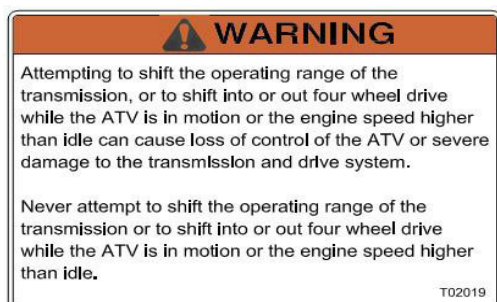 WARNING
Attempting to shift the operating range of the
transmission, or to shift into or out four wheel drive
while the ATV is in motion or the engine speed higher
than idle can cause loss of control of the ATV or severe
damage to the transmission and drive system.
Never attempt to shift the operating range of the
transmission or to shift into or out four wheel drive
while the ATV is in motion or the engine speed higher
than idle.
T02019